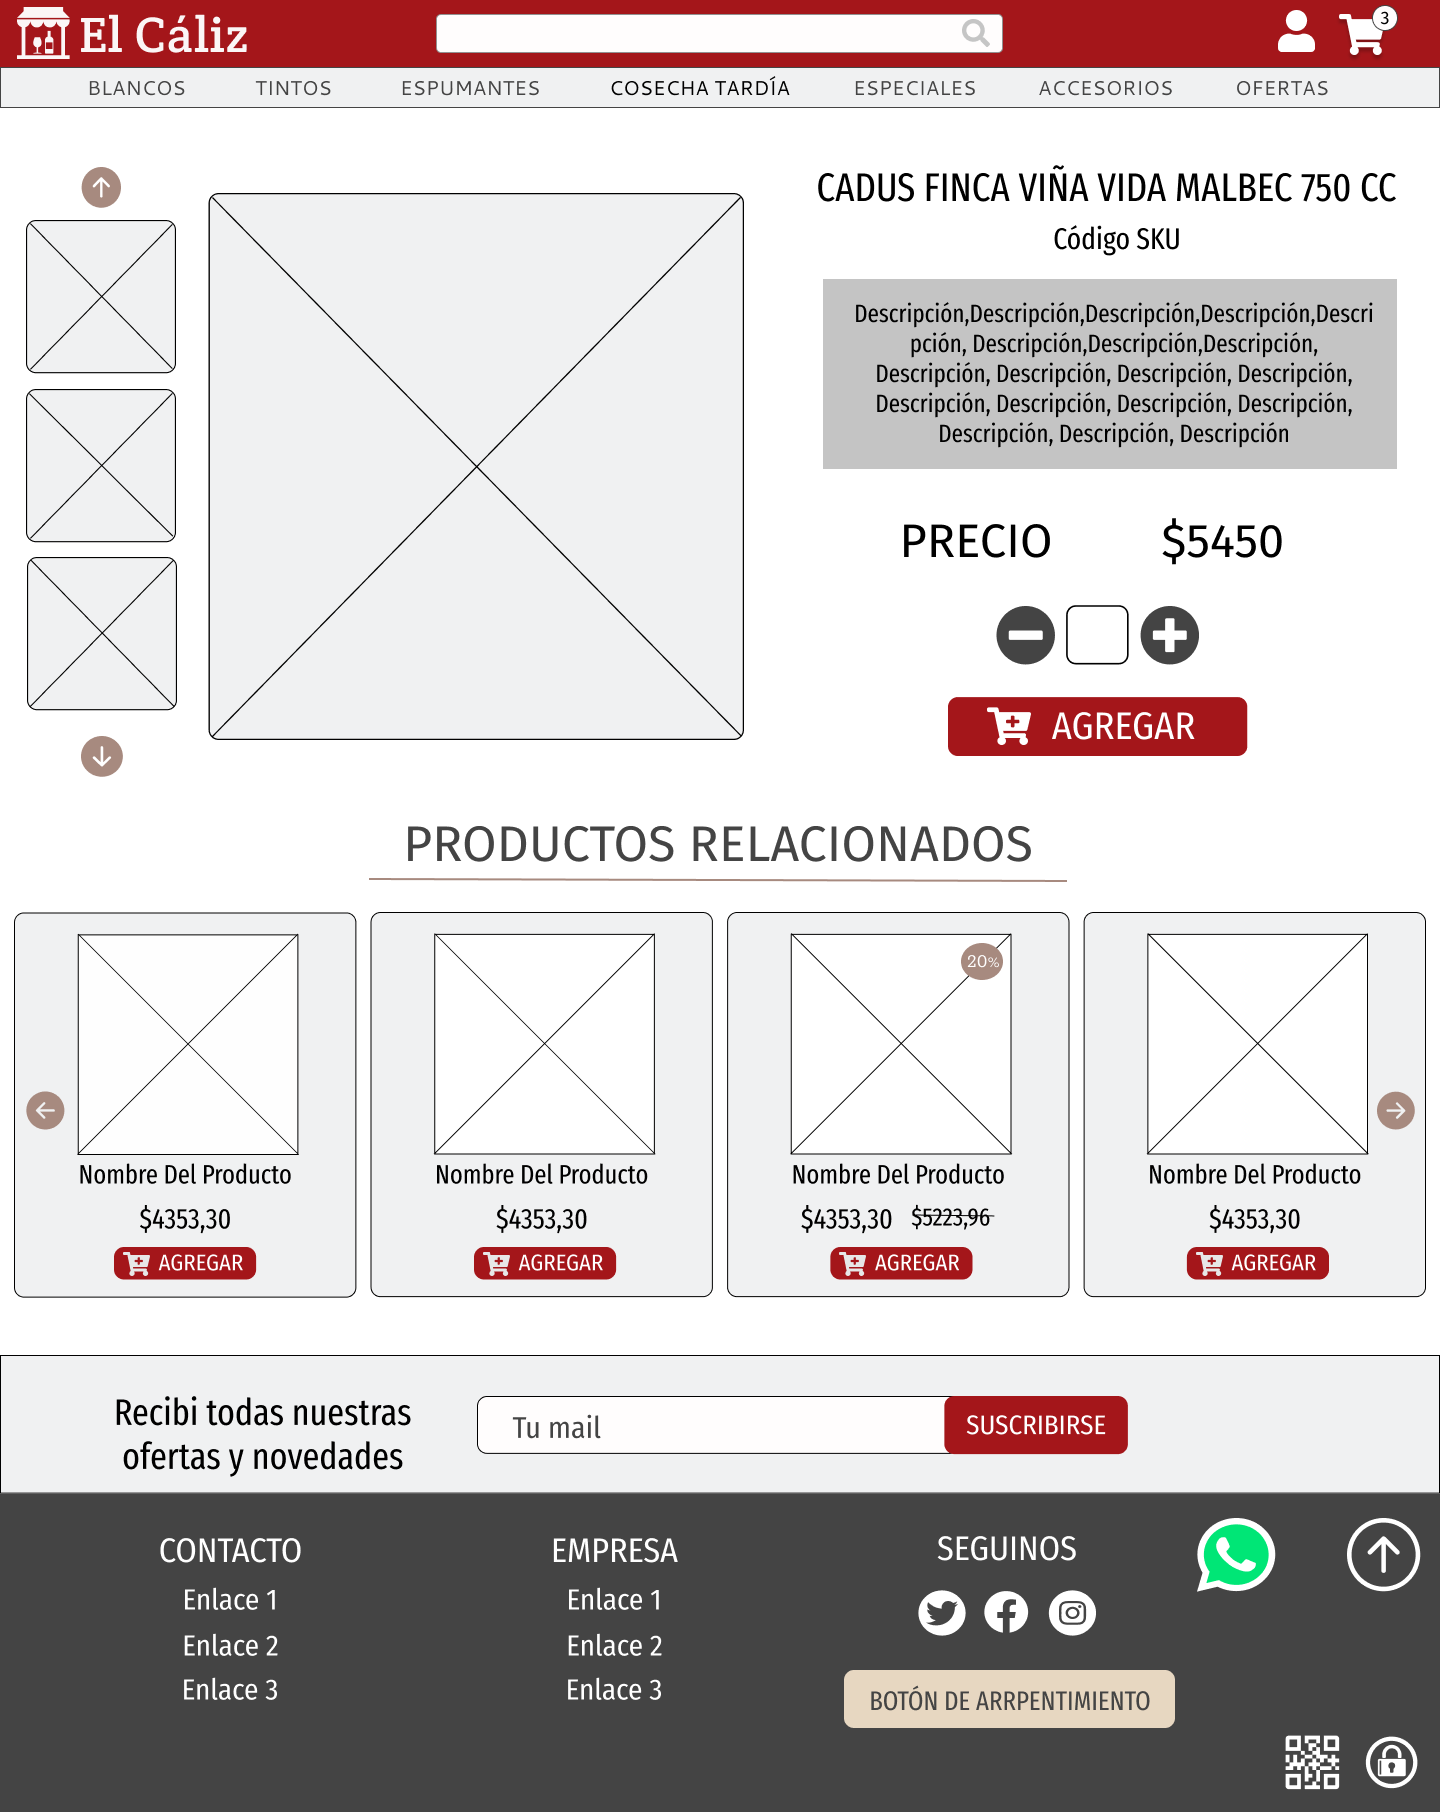 El Cáliz
3
BLANCOS TINTOS ESPUMANTES COSECHA TARDÍA ESPECIALES ACCESORIOS OFERTAS
CADUS FINCA VIÑA VIDA MALBEC 750 CC
Código SKU
Descripción,Descripción,Descripción,Descripción,Descri
pción, Descripción,Descripción,Descripción,
Descripción, Descripción, Descripción, Descripción,
Descripción, Descripción, Descripción, Descripción,
Descripción, Descripción, Descripción
PRECIO $5450
AGREGAR
PRODUCTOS RELACIONADOS
20%
Nombre Del Producto Nombre Del Producto Nombre Del Producto Nombre Del Producto
$4353,30 $4353,30 $4353,30 $5223,96 $4353,30
AGREGAR AGREGAR AGREGAR AGREGAR
Recibi todas nuestras
ofertas y novedades
Tu mail
SUSCRIBIRSE
CONTACTO
Enlace 1
Enlace 2
Enlace 3
EMPRESA
Enlace 1
Enlace 2
Enlace 3
SEGUINOS
BOTÓN DE ARRPENTIMIENTO